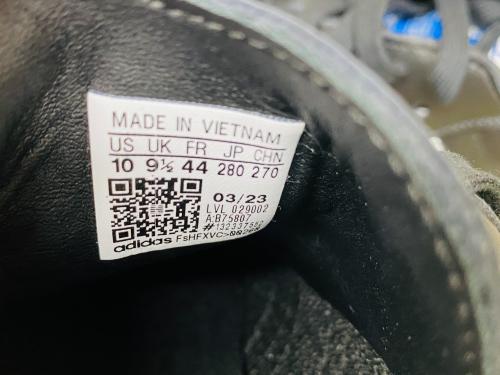 MADE IN VIETNAM
US UK FR JP CHN
10 9½ 44 280 270
03/23
LVL 029002
A:B75807
adidas